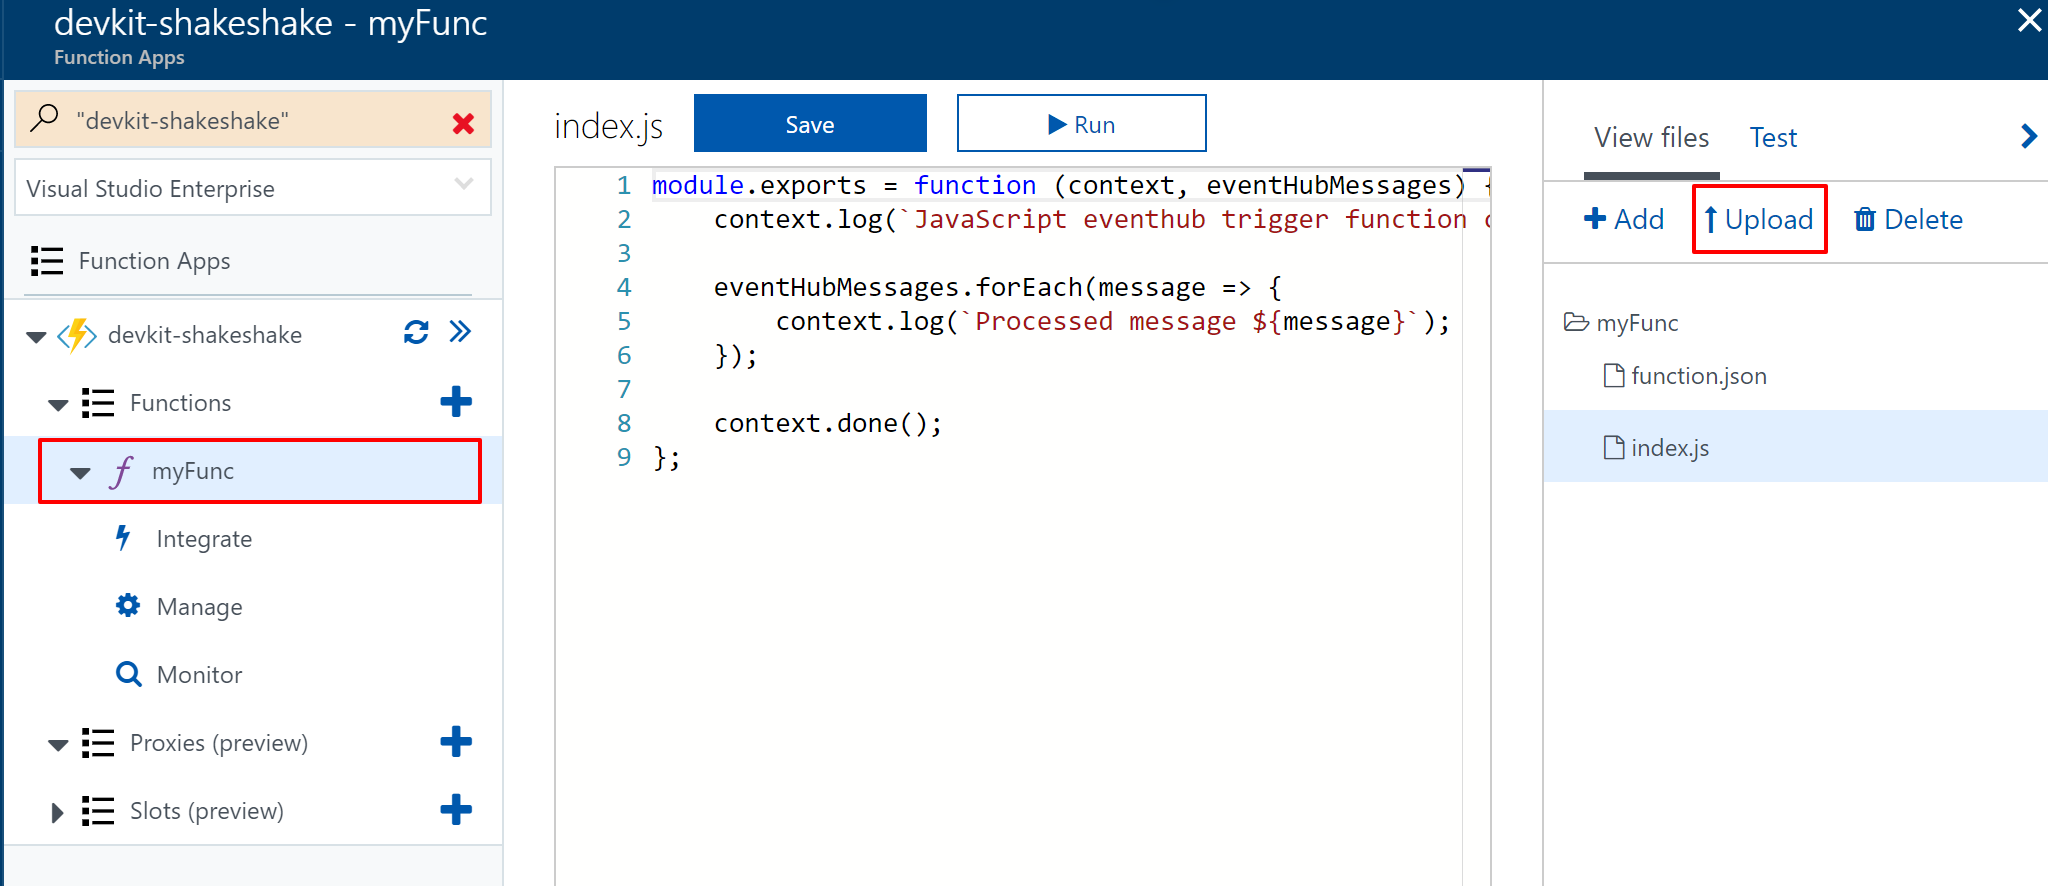 devkit-shakeshake - myFunc
Function Apps
"devkit-shakeshake"
Visual Studio Enterprise
Function Apps
devkit-shakeshake
Functions
myFunc
Integrate
Manage
Monitor
Proxies (preview)
Slots (preview)
index.js
Save
Run
1 module.exports = function (context, eventHubMessages) {
2 context.log(`JavaScript eventhub trigger function
3
4 eventHubMessages.forEach(message => {
5 context.log(`Processed message ${message}`);
6 });
7
8 context.done();
9 };
View files
Test
Add
Upload
Delete
myFunc
function.json
index.js